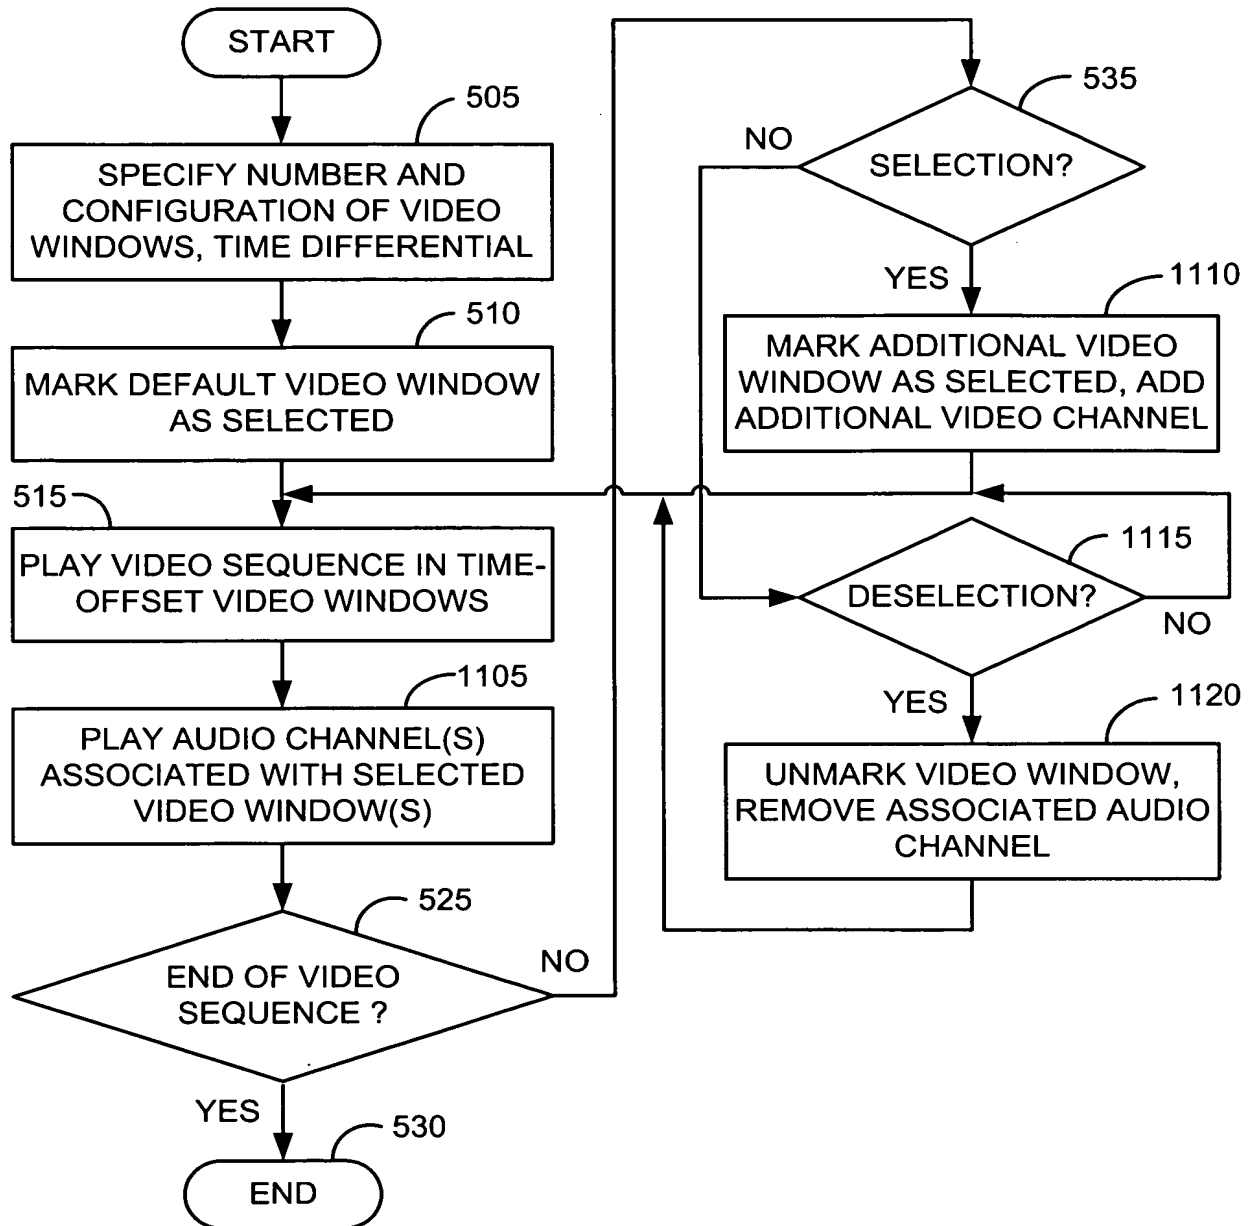 START
505
SPECIFY NUMBER AND
CONFIGURATION OF VIDEO
WINDOWS, TIME DIFFERENTIAL
510
MARK DEFAULT VIDEO WINDOW
AS SELECTED
515
PLAY VIDEO SEQUENCE IN TIME-
OFFSET VIDEO WINDOWS
1105
PLAY AUDIO CHANNEL(S)
ASSOCIATED WITH SELECTED
VIDEO WINDOW(S)
525
END OF VIDEO
SEQUENCE ?
NO
YES
530
END
535
NO
SELECTION?
YES
1110
MARK ADDITIONAL VIDEO
WINDOW AS SELECTED, ADD
ADDITIONAL VIDEO CHANNEL
1115
DESELECTION?
NO
YES
1120
UNMARK VIDEO WINDOW,
REMOVE ASSOCIATED AUDIO
CHANNEL